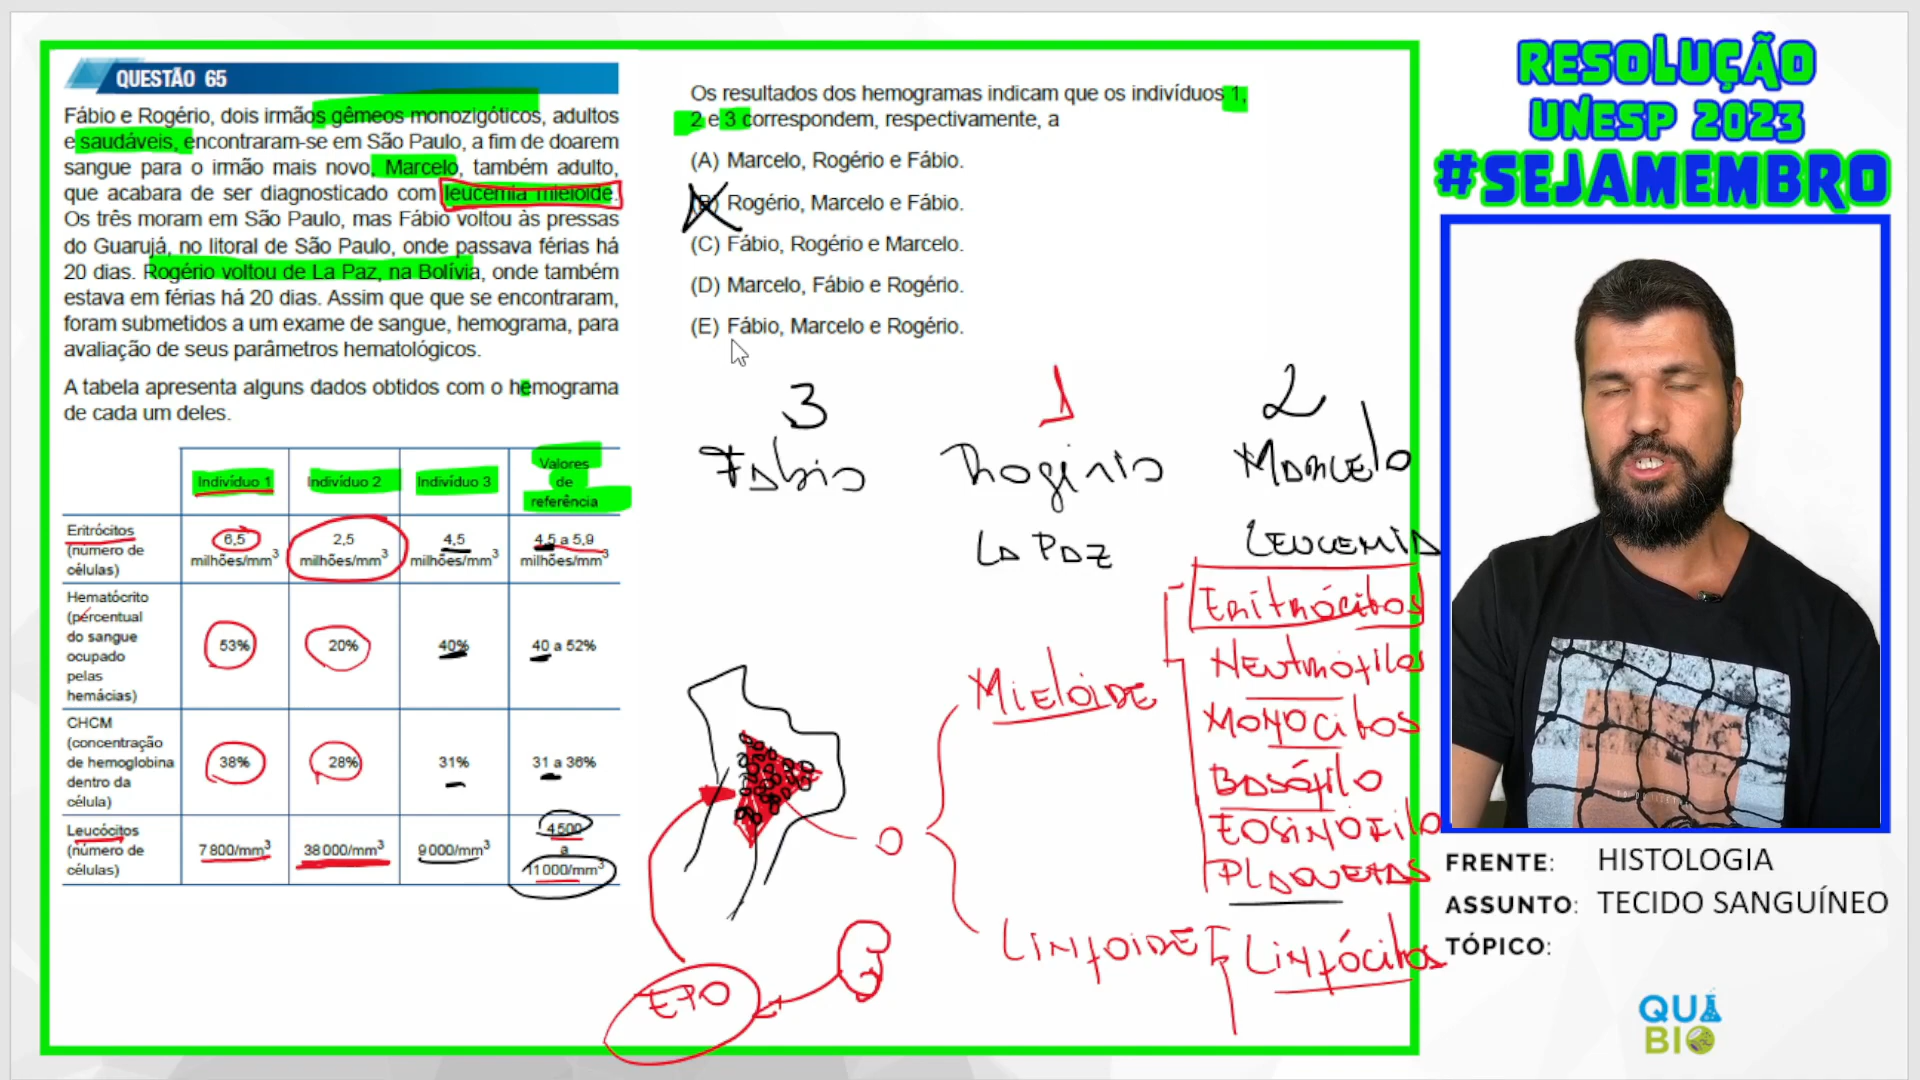 QUESTÃO 65
Fábio e Rogério, dois irmãos gêmeos monozigóticos, adultos
e saudáveis, encontraram-se em São Paulo, a fim de doarem
sangue para o irmão mais novo, Marcelo, também adulto,
que acabara de ser diagnosticado com leucemia mieloide.
Os três moram em São Paulo, mas Fábio voltou às pressas
do Guarujá, no litoral de São Paulo, onde passava férias há
20 dias. Rogério voltou de La Paz, na Bolívia, onde também
estava em férias há 20 dias. Assim que que se encontraram,
foram submetidos a um exame de sangue, hemograma, para
avaliação de seus parâmetros hematológicos.
A tabela apresenta alguns dados obtidos com o hemograma
de cada um deles.
Indivíduo 1 Indivíduo 2 Indivíduo 3 Valores de referência
Eritrócitos (número de células) 6,5 milhões/mm³ 2,5 milhões/mm³ 4,5 milhões/mm³ 4,5 a 5,9 milhões/mm³
Hematócrito (percentual do sangue ocupado pelas hemácias) 53% 20% 40% 40 a 52%
CHCM (concentração de hemoglobina dentro da célula) 38% 28% 31% 31 a 36%
Leucócitos (número de células) 7 800/mm³ 38 000/mm³ 9 000/mm³ 4 500 a 11 000/mm³
Os resultados dos hemogramas indicam que os indivíduos 1,
2 e 3 correspondem, respectivamente, a
(A) Marcelo, Rogério e Fábio.
(B) Rogério, Marcelo e Fábio.
(C) Fábio, Rogério e Marcelo.
(D) Marcelo, Fábio e Rogério.
(E) Fábio, Marcelo e Rogério.
3 1 2
Fábio Rogério Marcelo
La Paz Leucemia
Eritrócitos
Mieloide
Neutrófilos
Monocitos
Basófilo
Eosinofilo
Plaquetas
Linfoide
Linfócitos
EPO
RESOLUÇÃO
UNESP 2023
#SEJAMEMBRO
FRENTE: HISTOLOGIA
ASSUNTO: TECIDO SANGUÍNEO
TÓPICO:
QUÂ
BIO